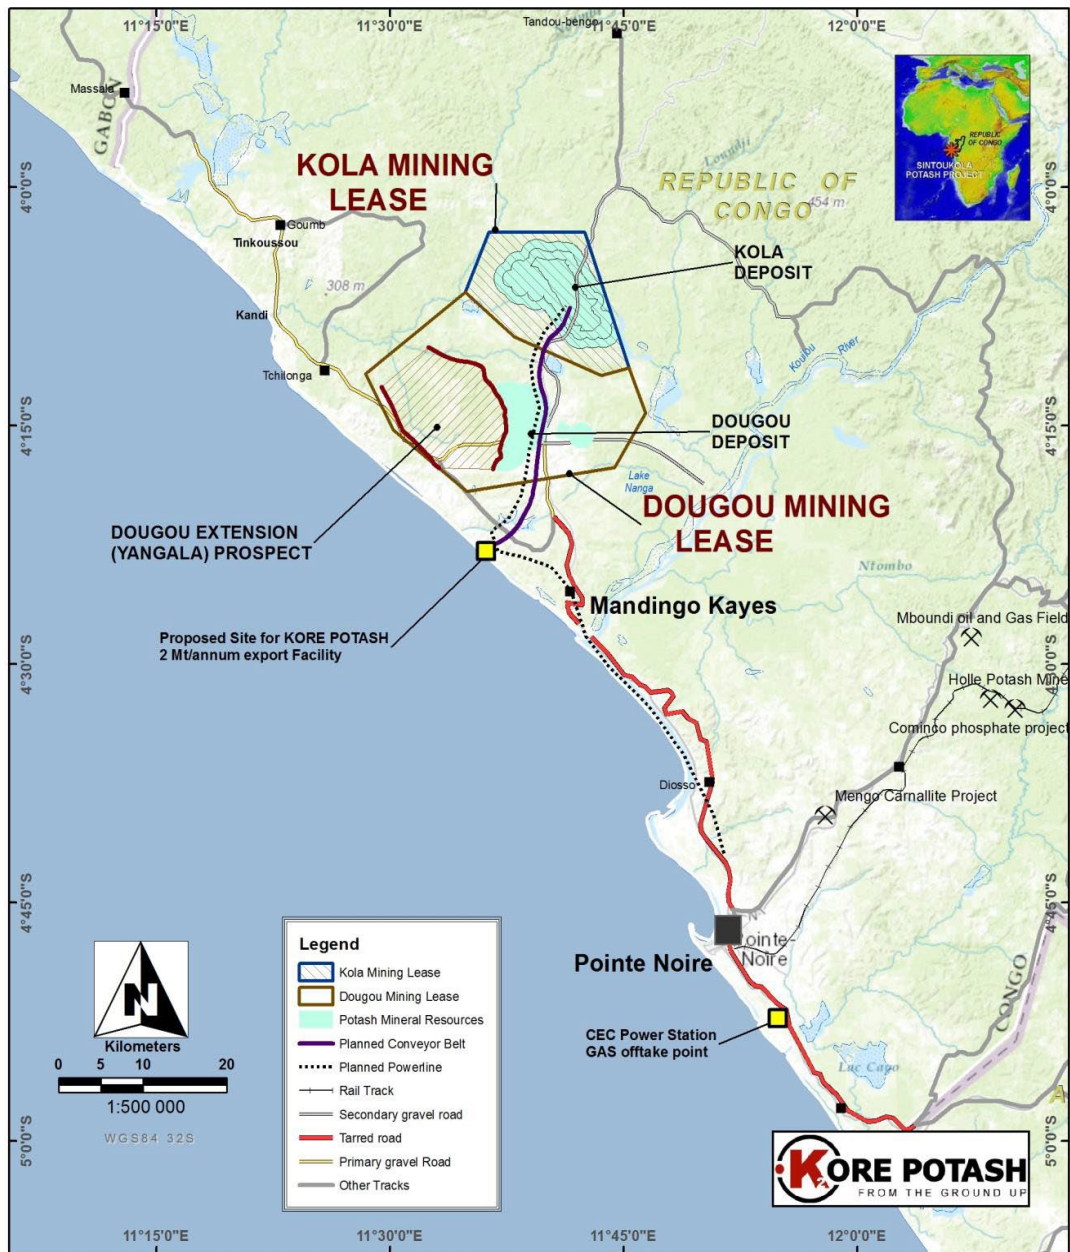 11°15'0"E
11°30'0"E
11°45'0"E
12°0'0"E
Tandou-bengo
Massala
GABON
Loundji
REPUBLIC OF
CONGO
454 m
REPUBLIC
OF CONGO
SINTOUKOLA
POTASH PROJECT
4°0'0"S
4°0'0"S
KOLA MINING
LEASE
Goumb
Tinkoussou
KOLA
DEPOSIT
308 m
Kandi
Kouilou
River
Tchilonga
4°15'0"S
4°15'0"S
DOUGOU
DEPOSIT
Lake
Nanga
DOUGOU MINING
LEASE
DOUGOU EXTENSION
(YANGALA) PROSPECT
Ntombo
Mandingo Kayes
Mboundi oil and Gas Field
Proposed Site for KORE POTASH
2 Mt/annum export Facility
4°30'0"S
4°30'0"S
Holle Potash Mine
Cominco phosphate project
Diosso
Mengo Carnallite Project
4°45'0"S
4°45'0"S
Pointe Noire
Pointe-
Noire
CONGO
CEC Power Station
GAS offtake point
Luc Capo
A
N
Kilometers
0 5 10 20
1:500 000
WGS84 32S
Legend
Kola Mining Lease
Dougou Mining Lease
Potash Mineral Resources
Planned Conveyor Belt
Planned Powerline
Rail Track
Secondary gravel road
Tarred road
Primary gravel Road
Other Tracks
5°0'0"S
5°0'0"S
KORE POTASH
FROM THE GROUND UP
11°15'0"E
11°30'0"E
11°45'0"E
12°0'0"E